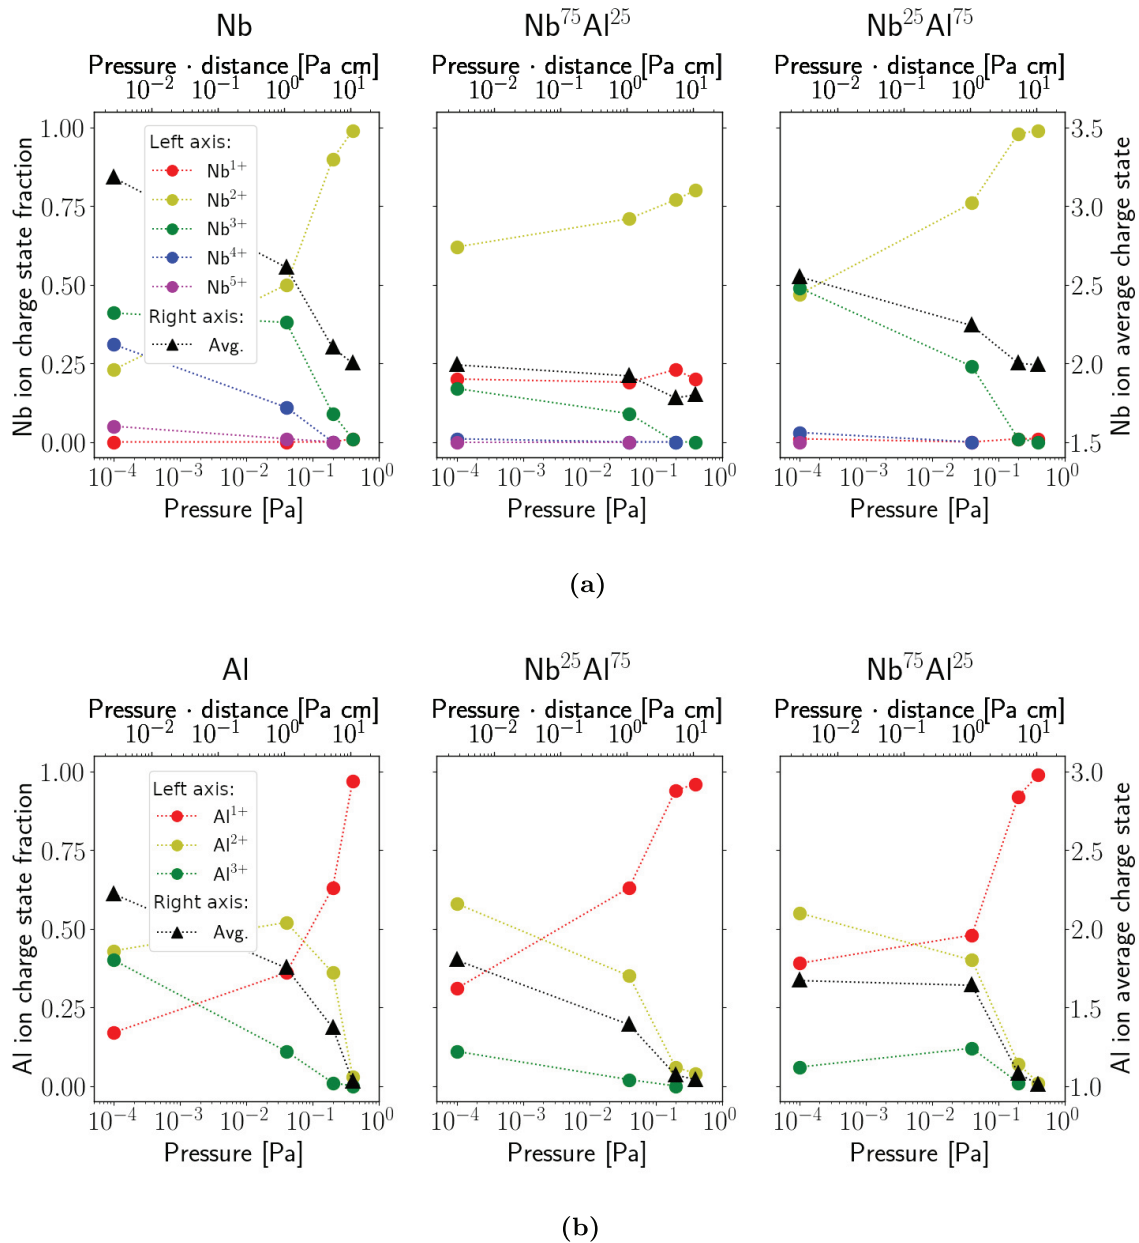 Nb Nb⁷⁵Al²⁵ Nb²⁵Al⁷⁵
Pressure · distance [Pa cm] Pressure · distance [Pa cm] Pressure · distance [Pa cm]
10⁻² 10⁻¹ 10⁰ 10¹ 10⁻² 10⁻¹ 10⁰ 10¹ 10⁻² 10⁻¹ 10⁰ 10¹
Nb ion charge state fraction
1.00
0.75
0.50
0.25
0.00
Left axis:
Nb¹⁺
Nb²⁺
Nb³⁺
Nb⁴⁺
Nb⁵⁺
Right axis:
Avg.
3.5
3.0
2.5
2.0
1.5
Nb ion average charge state
10⁻⁴ 10⁻³ 10⁻² 10⁻¹ 10⁰ 10⁻⁴ 10⁻³ 10⁻² 10⁻¹ 10⁰ 10⁻⁴ 10⁻³ 10⁻² 10⁻¹ 10⁰
Pressure [Pa] Pressure [Pa] Pressure [Pa]
(a)
Al Nb²⁵Al⁷⁵ Nb⁷⁵Al²⁵
Pressure · distance [Pa cm] Pressure · distance [Pa cm] Pressure · distance [Pa cm]
10⁻² 10⁻¹ 10⁰ 10¹ 10⁻² 10⁻¹ 10⁰ 10¹ 10⁻² 10⁻¹ 10⁰ 10¹
Al ion charge state fraction
1.00
0.75
0.50
0.25
0.00
Left axis:
Al¹⁺
Al²⁺
Al³⁺
Right axis:
Avg.
3.0
2.5
2.0
1.5
1.0
Al ion average charge state
10⁻⁴ 10⁻³ 10⁻² 10⁻¹ 10⁰ 10⁻⁴ 10⁻³ 10⁻² 10⁻¹ 10⁰ 10⁻⁴ 10⁻³ 10⁻² 10⁻¹ 10⁰
Pressure [Pa] Pressure [Pa] Pressure [Pa]
(b)